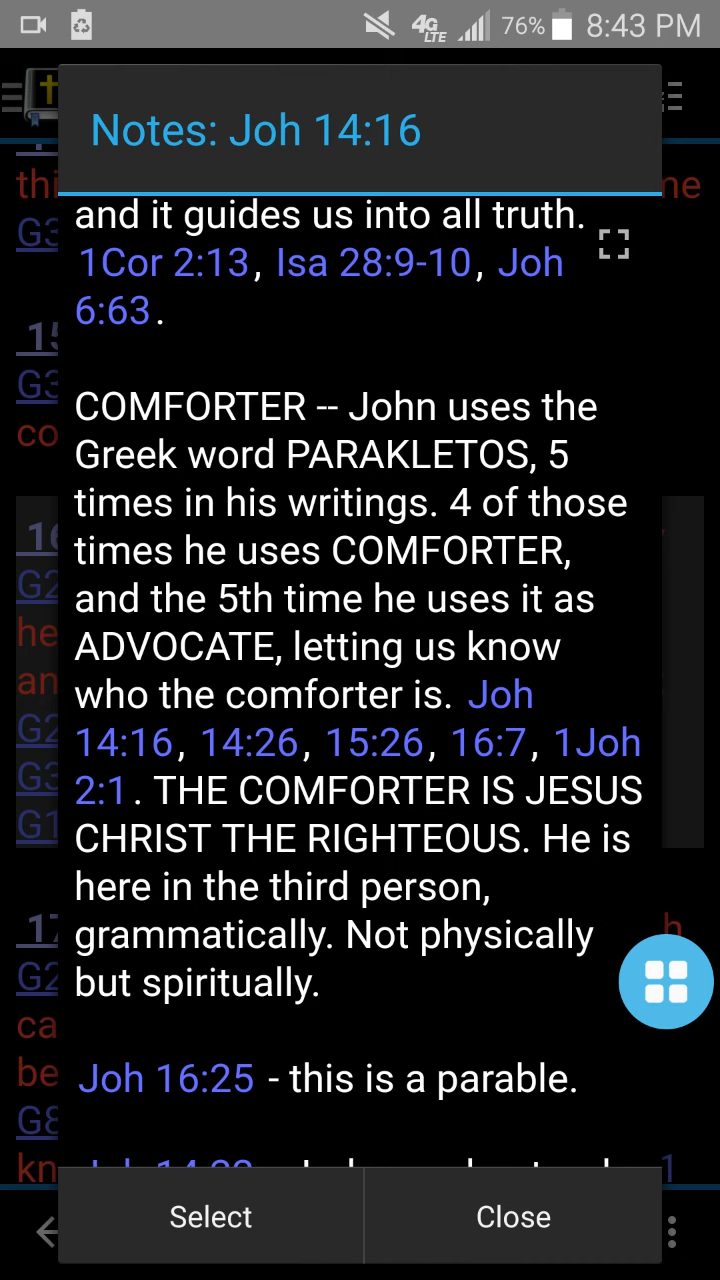 4G LTE 76% 8:43 PM
Notes: Joh 14:16
and it guides us into all truth.
1Cor 2:13, Isa 28:9-10, Joh
6:63.
COMFORTER -- John uses the
Greek word PARAKLETOS, 5
times in his writings. 4 of those
times he uses COMFORTER,
and the 5th time he uses it as
ADVOCATE, letting us know
who the comforter is. Joh
14:16, 14:26, 15:26, 16:7, 1Joh
2:1. THE COMFORTER IS JESUS
CHRIST THE RIGHTEOUS. He is
here in the third person,
grammatically. Not physically
but spiritually.
Joh 16:25 - this is a parable.
Select Close